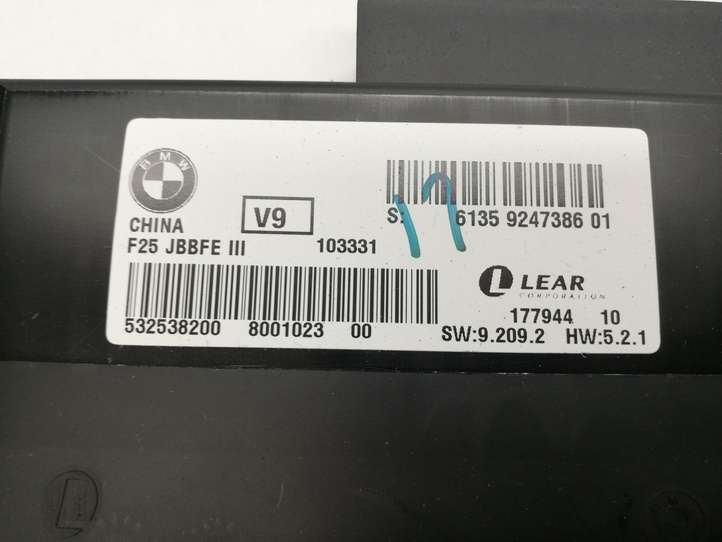 BMW
CHINA
V9
S: 6135 9247386 01
F25 JBBFE III 103331
LEAR
CORPORATION
177944 10
532538200 8001023 00
SW:9.209.2 HW:5.2.1